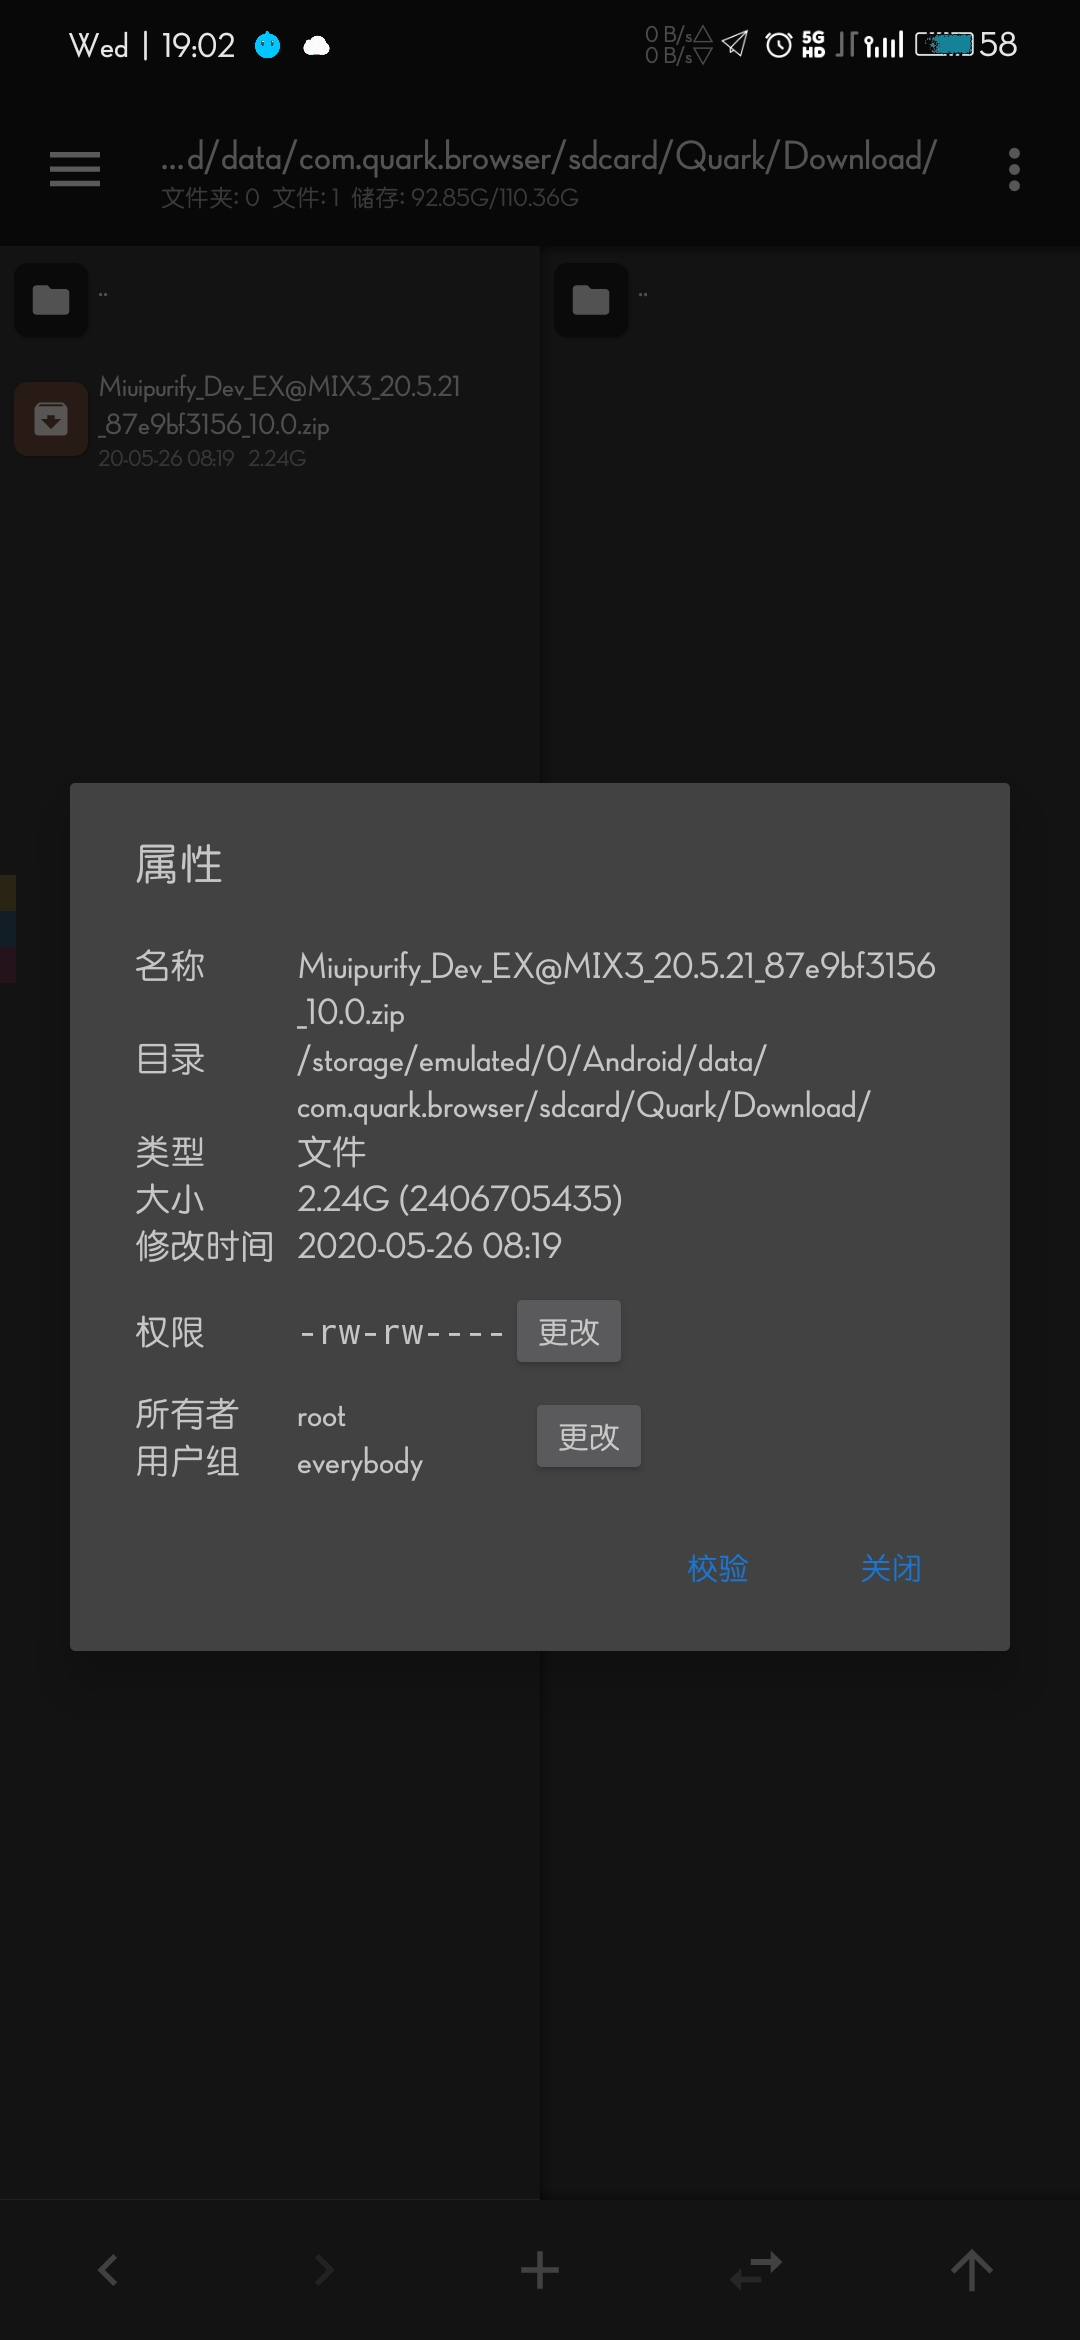 Wed | 19:02
0 B/s
0 B/s
5G
HD
58
...d/data/com.quark.browser/sdcard/Quark/Download/
文件夹: 0 文件: 1 储存: 92.85G/110.36G
..
..
Miuipurify_Dev_EX@MIX3_20.5.21
_87e9bf3156_10.0.zip
20-05-26 08:19 2.24G
属性
名称 Miuipurify_Dev_EX@MIX3_20.5.21_87e9bf3156
_10.0.zip
目录 /storage/emulated/0/Android/data/
com.quark.browser/sdcard/Quark/Download/
类型 文件
大小 2.24G (2406705435)
修改时间 2020-05-26 08:19
权限 -rw-rw---- 更改
所有者 root
更改
用户组 everybody
校验 关闭